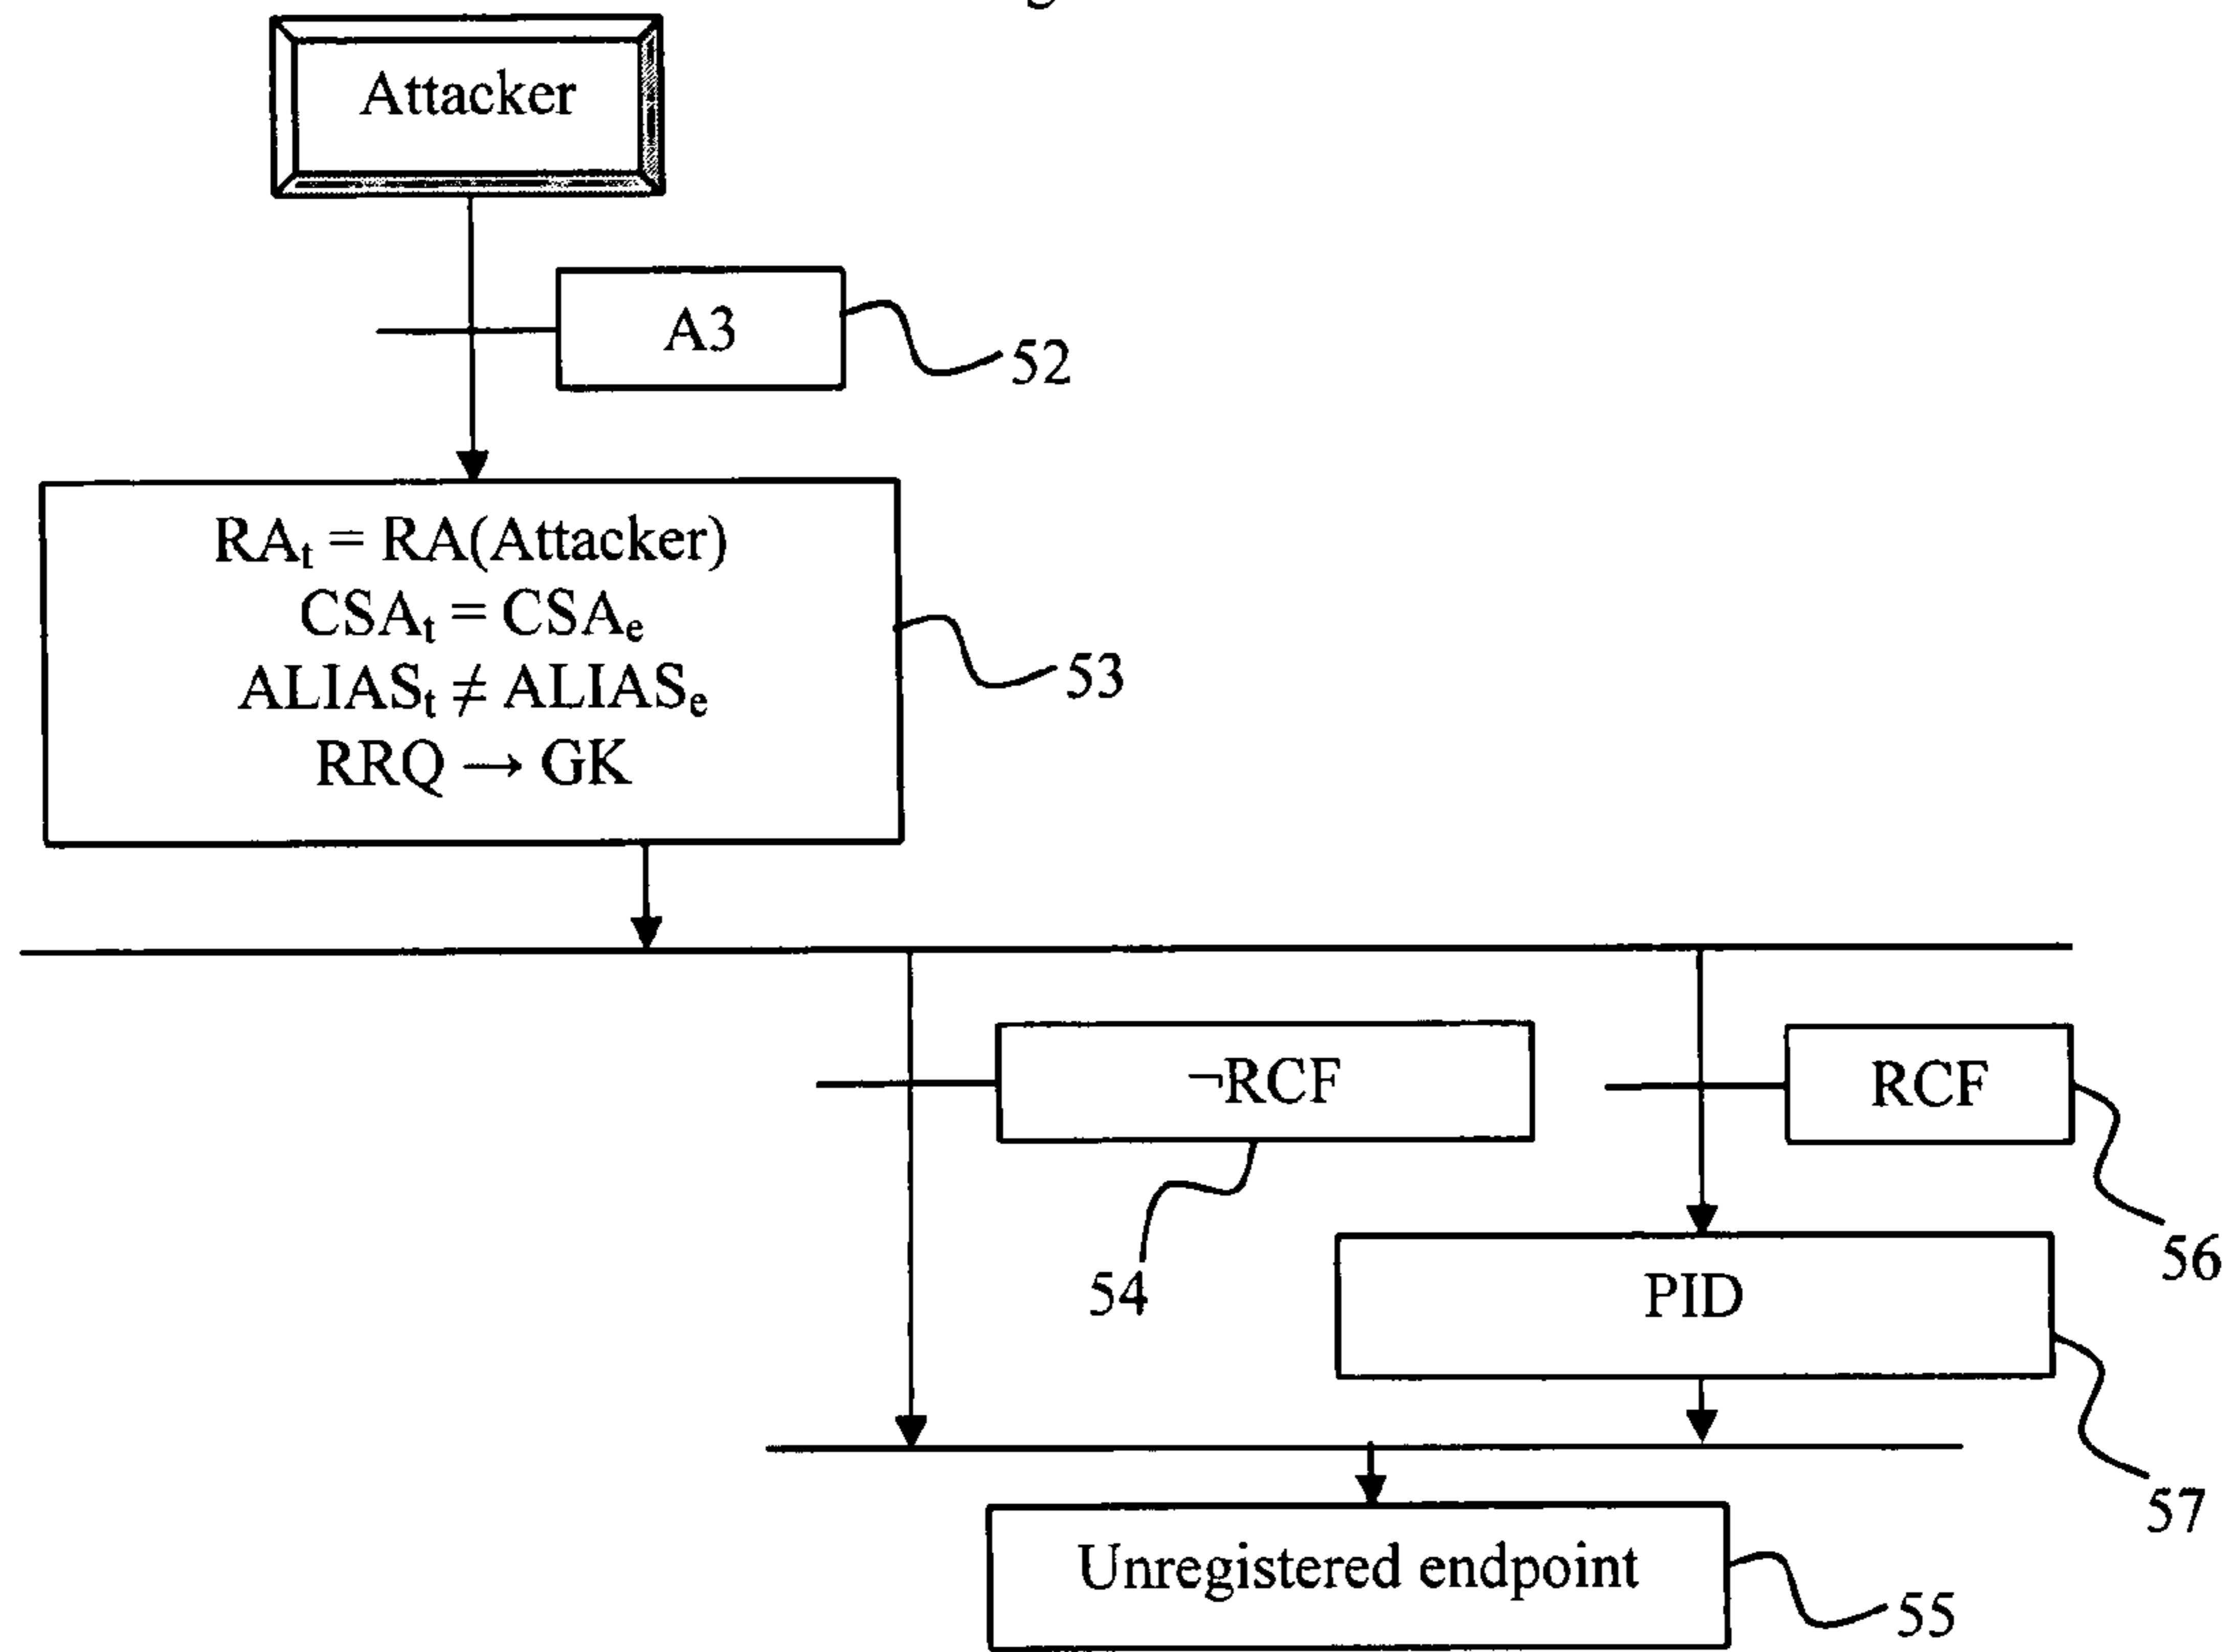 Attacker
A3
52
RAt = RA(Attacker)
CSAt = CSAe
ALIASt ≠ ALIASe
RRQ → GK
53
¬RCF
RCF
54
56
PID
57
Unregistered endpoint
55